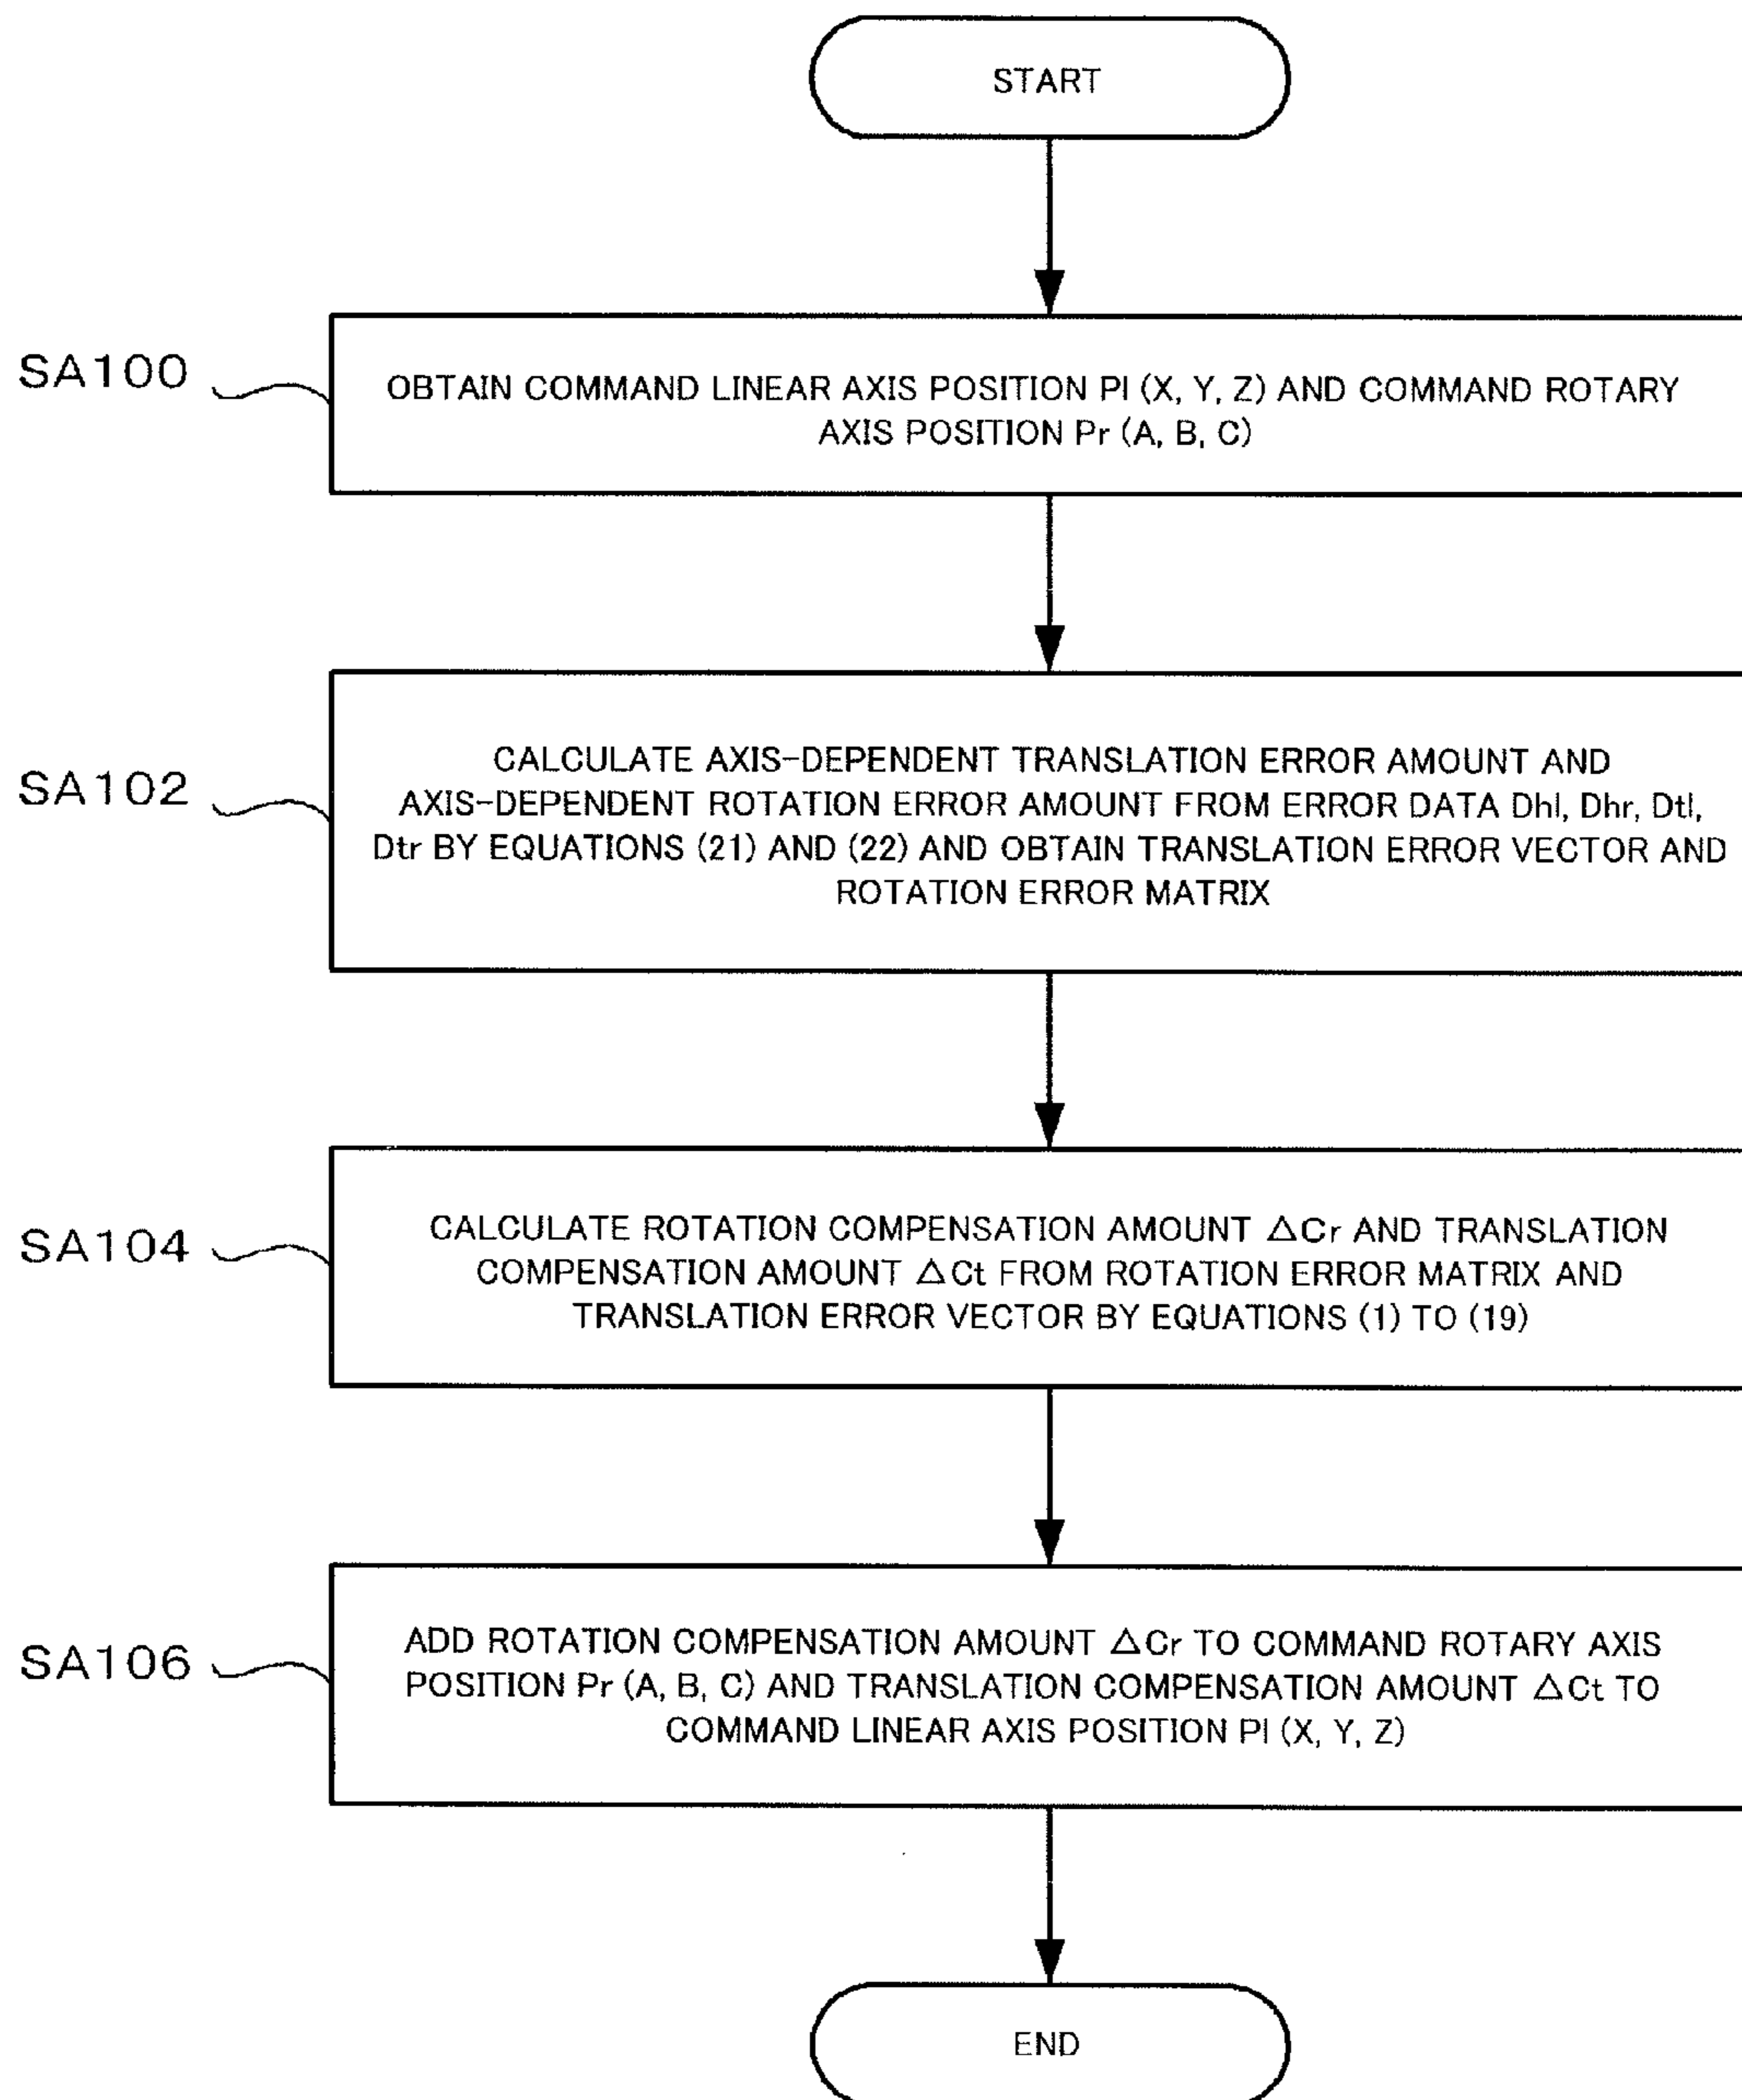 START
SA100
OBTAIN COMMAND LINEAR AXIS POSITION Pl (X, Y, Z) AND COMMAND ROTARY
AXIS POSITION Pr (A, B, C)
SA102
CALCULATE AXIS-DEPENDENT TRANSLATION ERROR AMOUNT AND
AXIS-DEPENDENT ROTATION ERROR AMOUNT FROM ERROR DATA Dhl, Dhr, Dtl,
Dtr BY EQUATIONS (21) AND (22) AND OBTAIN TRANSLATION ERROR VECTOR AND
ROTATION ERROR MATRIX
SA104
CALCULATE ROTATION COMPENSATION AMOUNT △Cr AND TRANSLATION
COMPENSATION AMOUNT △Ct FROM ROTATION ERROR MATRIX AND
TRANSLATION ERROR VECTOR BY EQUATIONS (1) TO (19)
SA106
ADD ROTATION COMPENSATION AMOUNT △Cr TO COMMAND ROTARY AXIS
POSITION Pr (A, B, C) AND TRANSLATION COMPENSATION AMOUNT △Ct TO
COMMAND LINEAR AXIS POSITION Pl (X, Y, Z)
END